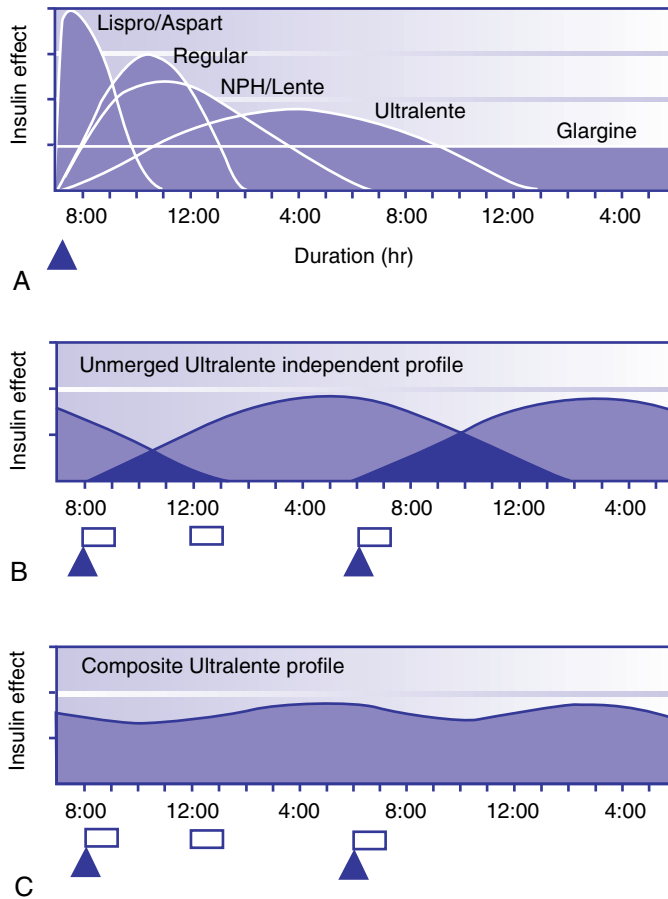 Insulin effect
Lispro/Aspart
Regular
NPH/Lente
Ultralente
Glargine
8:00 12:00 4:00 8:00 12:00 4:00
Duration (hr)
A
Insulin effect
Unmerged Ultralente independent profile
8:00 12:00 4:00 8:00 12:00 4:00
B
Insulin effect
Composite Ultralente profile
8:00 12:00 4:00 8:00 12:00 4:00
C